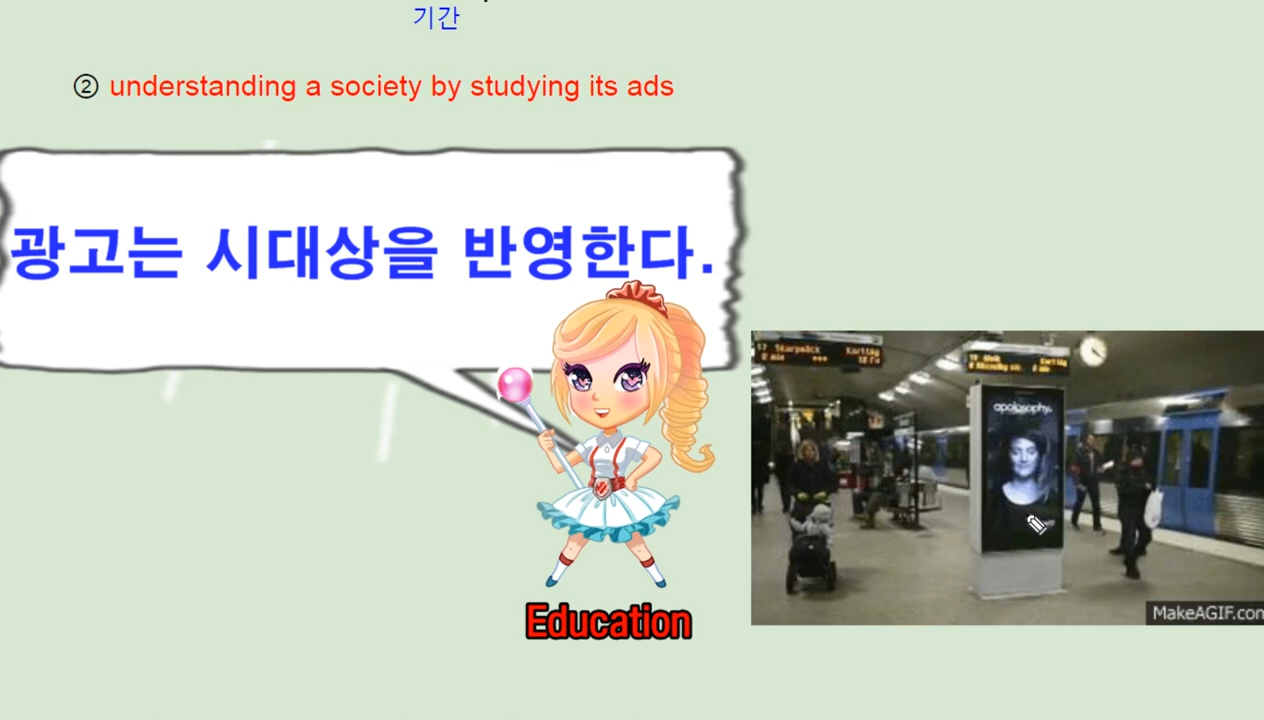 기간
② understanding a society by studying its ads
광고는 시대상을 반영한다.
Education
apolosophy
MakeAGIF.com